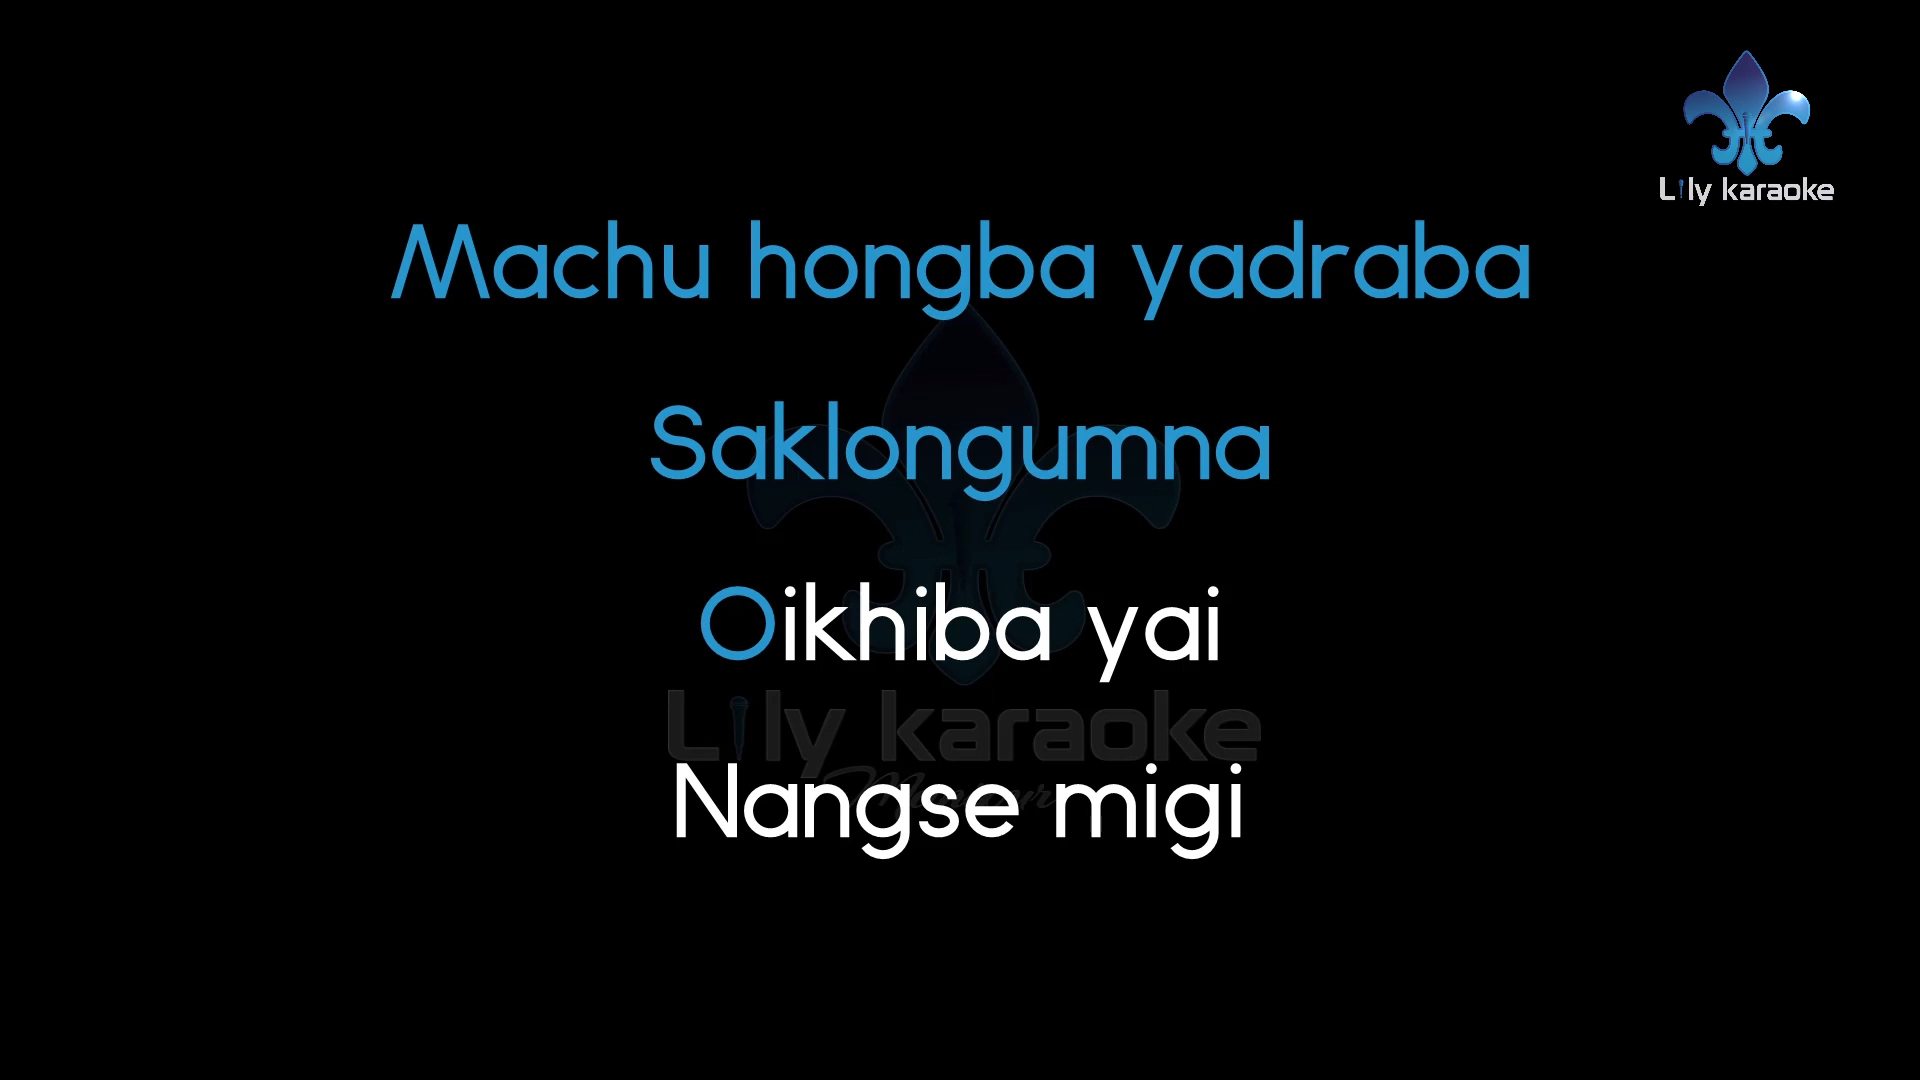 Lily karaoke
Machu hongba yadraba
Saklongumna
Oikhiba yai
Lily karaoke
Nangse migi